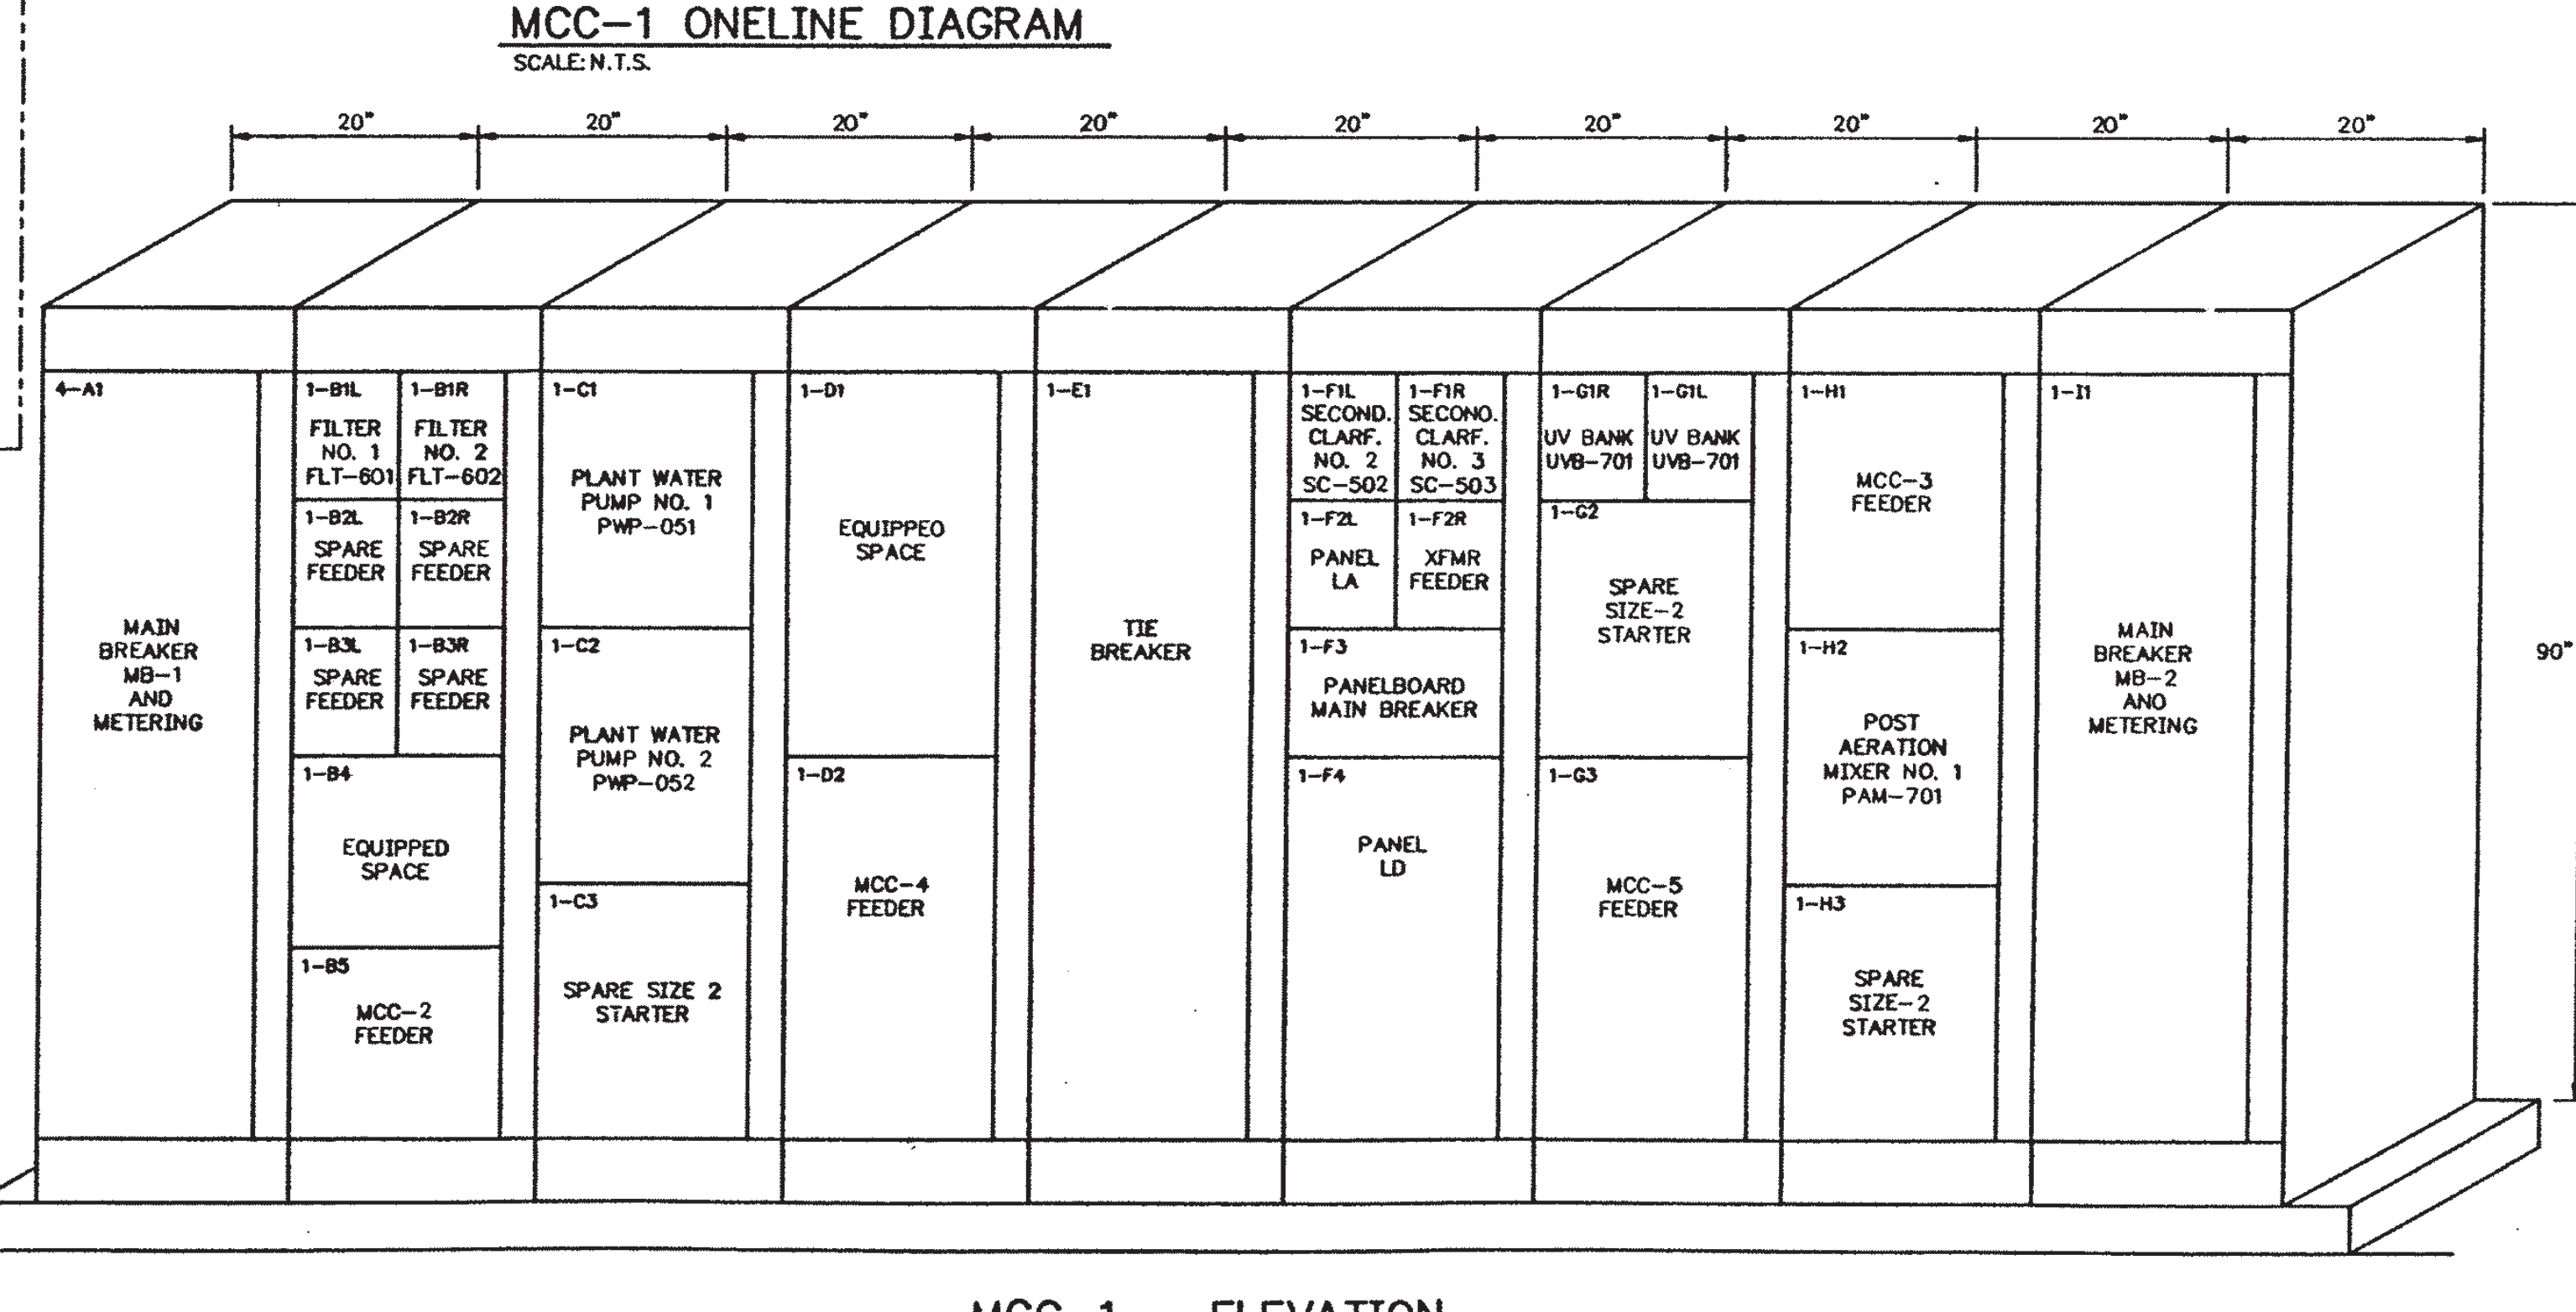 MCC-1 ONELINE DIAGRAM
SCALE: N.T.S.
20" 20" 20" 20" 20" 20" 20" 20" 20"
4-A1
MAIN
BREAKER
MB-1
AND
METERING
1-B1L
FILTER
NO. 1
FLT-601
1-B1R
FILTER
NO. 2
FLT-602
1-B2L
SPARE
FEEDER
1-B2R
SPARE
FEEDER
1-B3L
SPARE
FEEDER
1-B3R
SPARE
FEEDER
1-B4
EQUIPPED
SPACE
1-B5
MCC-2
FEEDER
1-C1
PLANT WATER
PUMP NO. 1
PWP-051
1-C2
PLANT WATER
PUMP NO. 2
PWP-052
1-C3
SPARE SIZE 2
STARTER
1-D1
EQUIPPED
SPACE
1-D2
MCC-4
FEEDER
1-E1
TIE
BREAKER
1-F1L
SECOND.
CLARF.
NO. 2
SC-502
1-F1R
SECOND.
CLARF.
NO. 3
SC-503
1-F2L
PANEL
LA
1-F2R
XFMR
FEEDER
1-F3
PANELBOARD
MAIN BREAKER
1-F4
PANEL
LD
1-G1R
UV BANK
UVB-701
1-G1L
UV BANK
UVB-701
1-G2
SPARE
SIZE-2
STARTER
1-G3
MCC-5
FEEDER
1-H1
MCC-3
FEEDER
1-H2
POST
AERATION
MIXER NO. 1
PAM-701
1-H3
SPARE
SIZE-2
STARTER
1-I1
MAIN
BREAKER
MB-2
AND
METERING
90"
MCC-1 ELEVATION